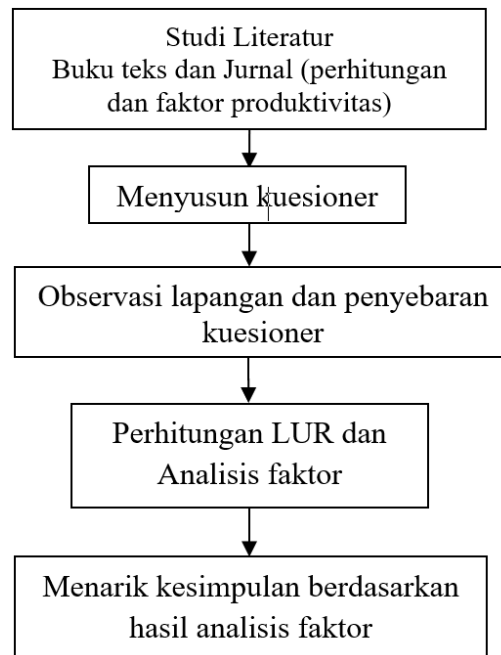 Studi Literatur
Buku teks dan Jurnal (perhitungan
dan faktor produktivitas)
Menyusun kuesioner
Observasi lapangan dan penyebaran
kuesioner
Perhitungan LUR dan
Analisis faktor
Menarik kesimpulan berdasarkan
hasil analisis faktor